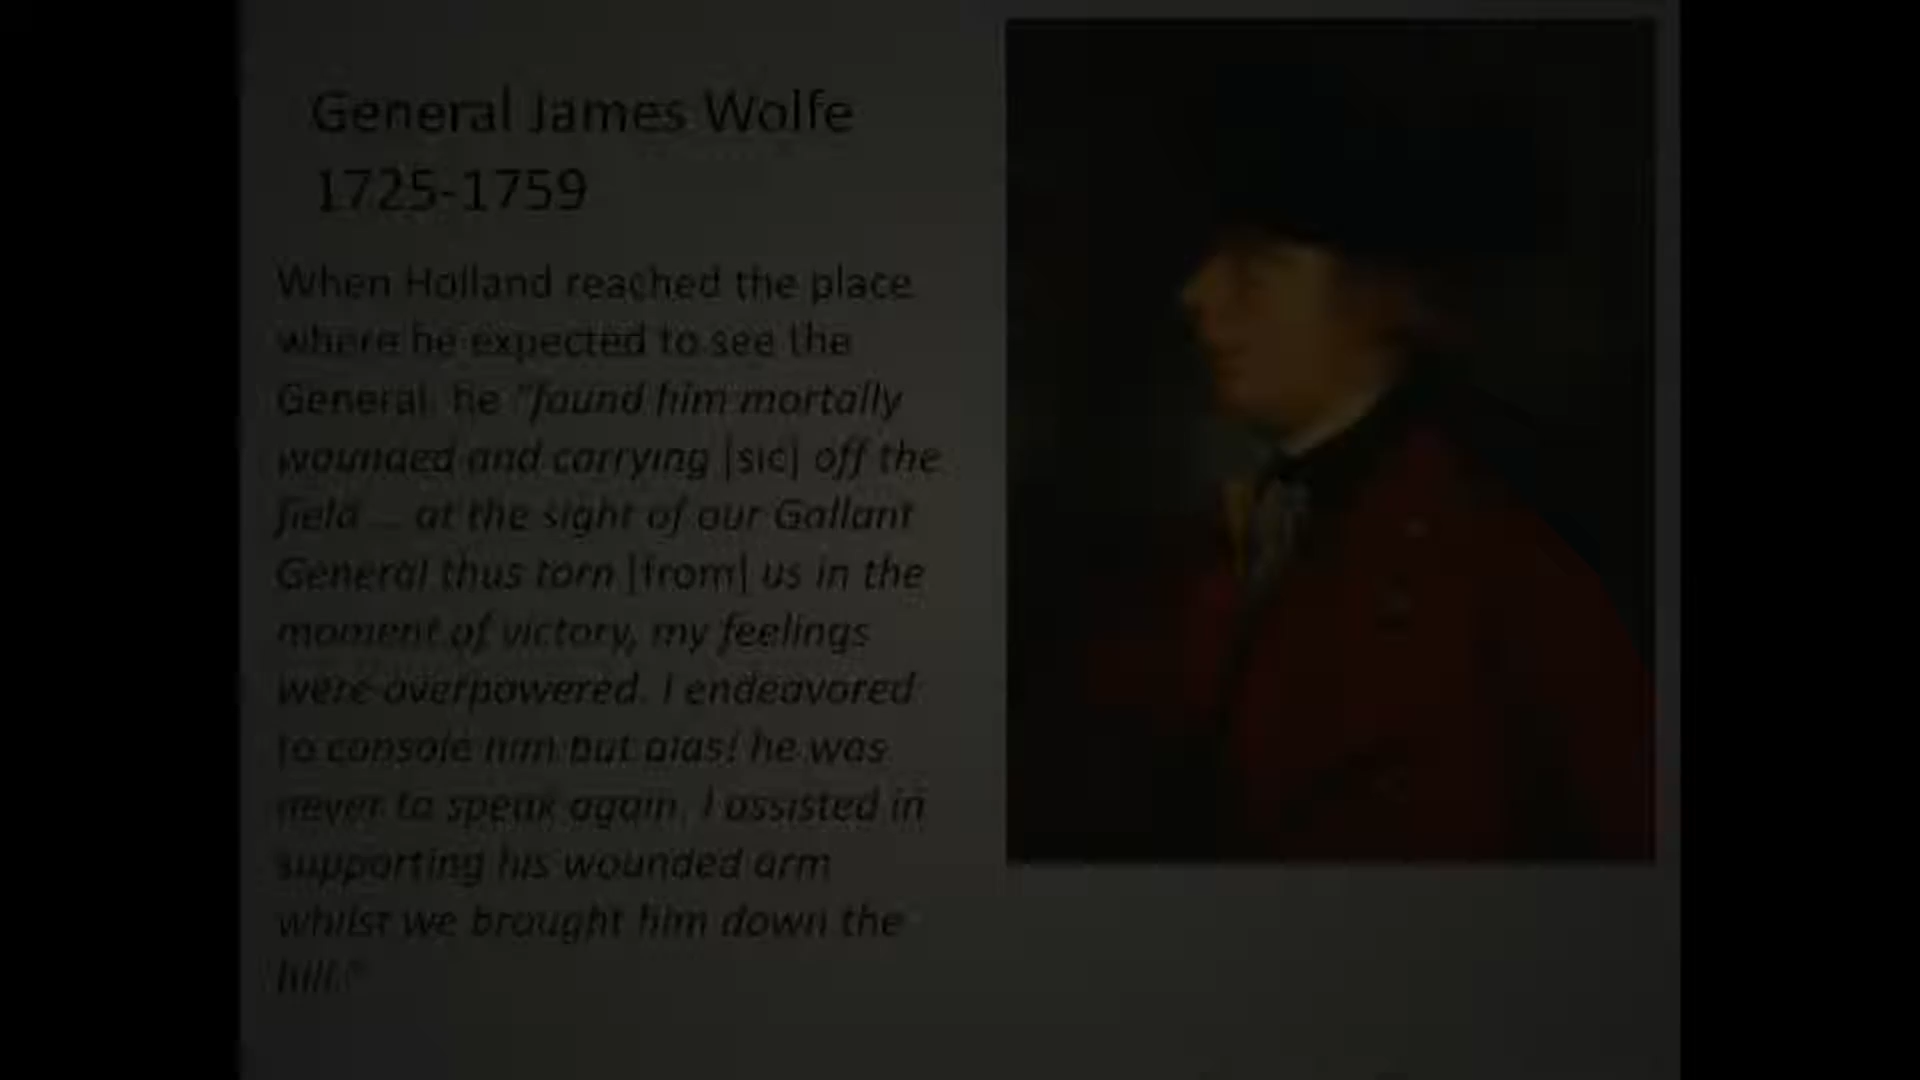 General James Wolfe
1725-1759
When Holland reached the place
where he expected to see the
General, he "found him mortally
wounded and carrying [sic] off the
field ... at the sight of our Gallant
General thus torn [from] us in the
moment of victory, my feelings
were overpowered. I endeavored
to console him but alas! he was
never to speak again. I assisted in
supporting his wounded arm
whilst we brought him down the
hill."